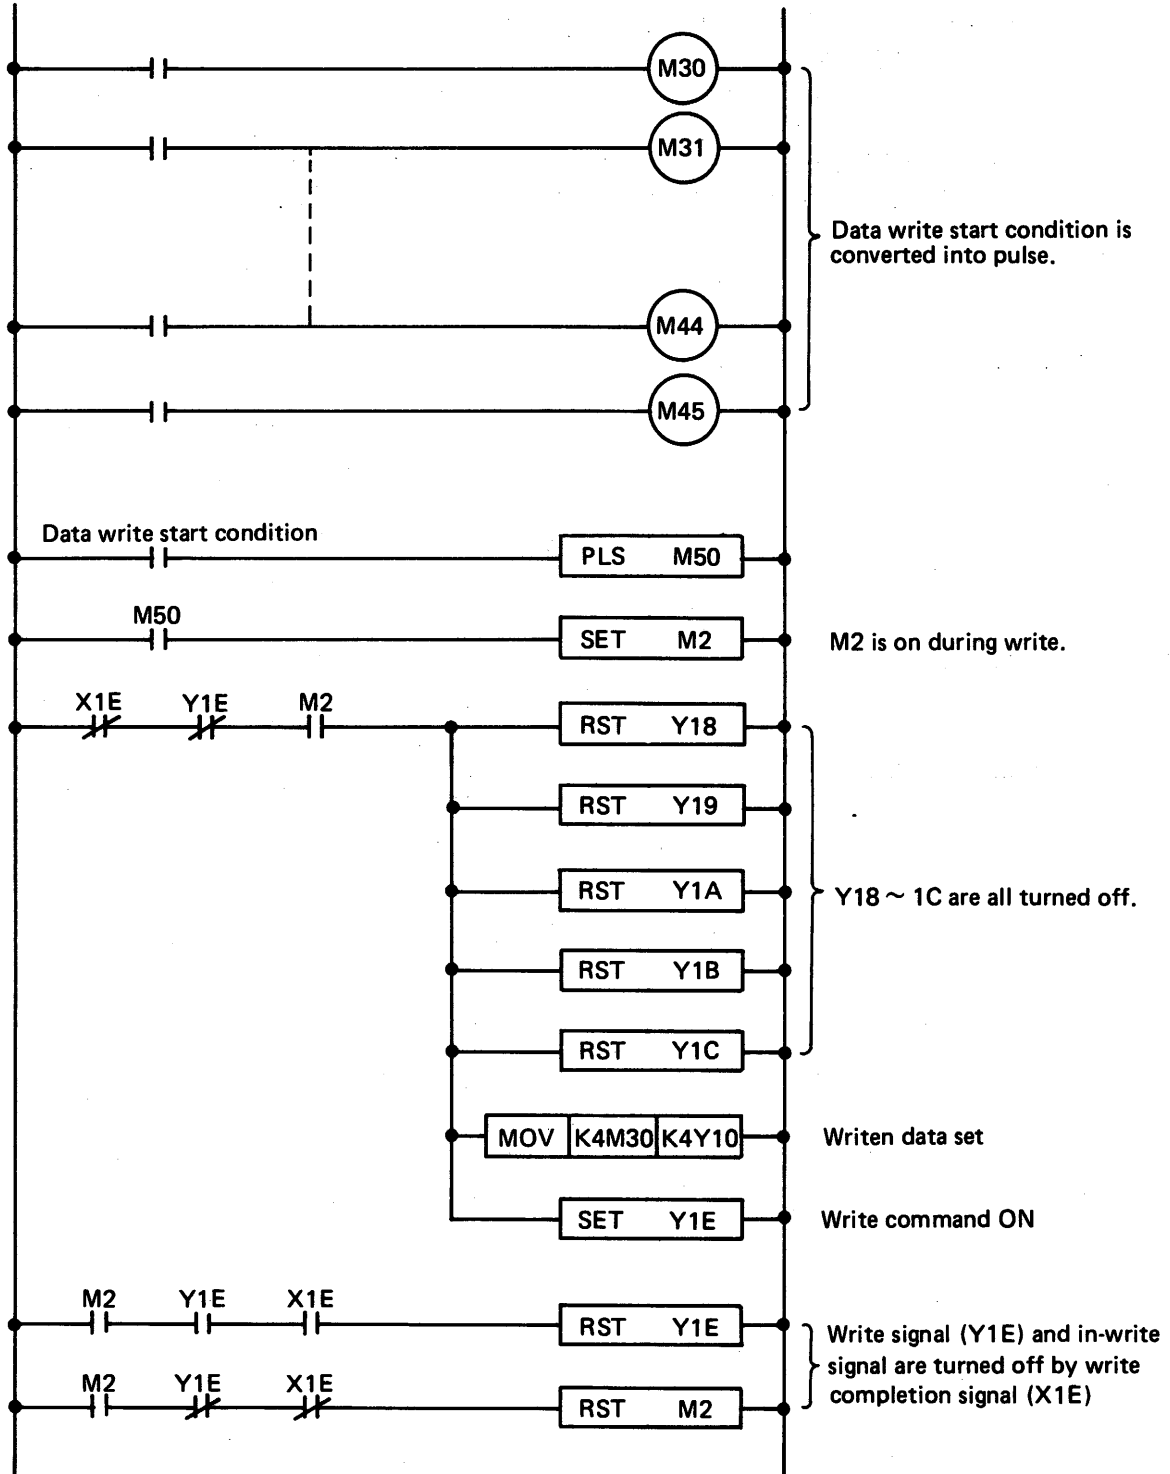 M30
M31
Data write start condition is
converted into pulse.
M44
M45
Data write start condition
PLS M50
M50
SET M2
M2 is on during write.
X1E Y1E M2
RST Y18
RST Y19
RST Y1A
Y18 ~ 1C are all turned off.
RST Y1B
RST Y1C
MOV K4M30 K4Y10
Writen data set
SET Y1E
Write command ON
M2 Y1E X1E
RST Y1E
Write signal (Y1E) and in-write
signal are turned off by write
completion signal (X1E)
M2 Y1E X1E
RST M2